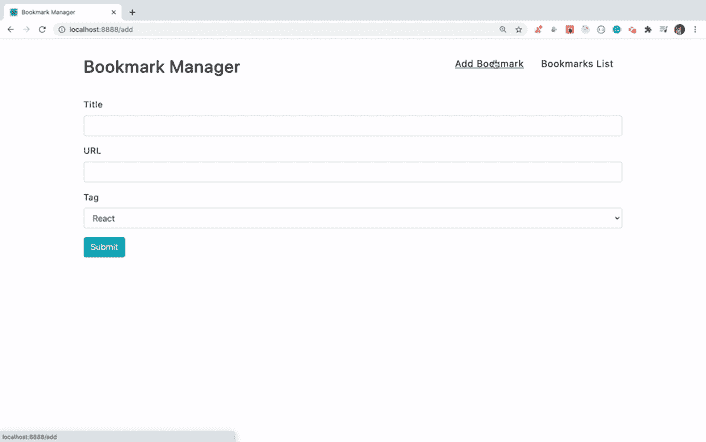 Bookmark Manager
localhost:8888/add
Bookmark Manager
Add Bookmark
Bookmarks List
Title
URL
Tag
React
Submit
localhost:8888/add